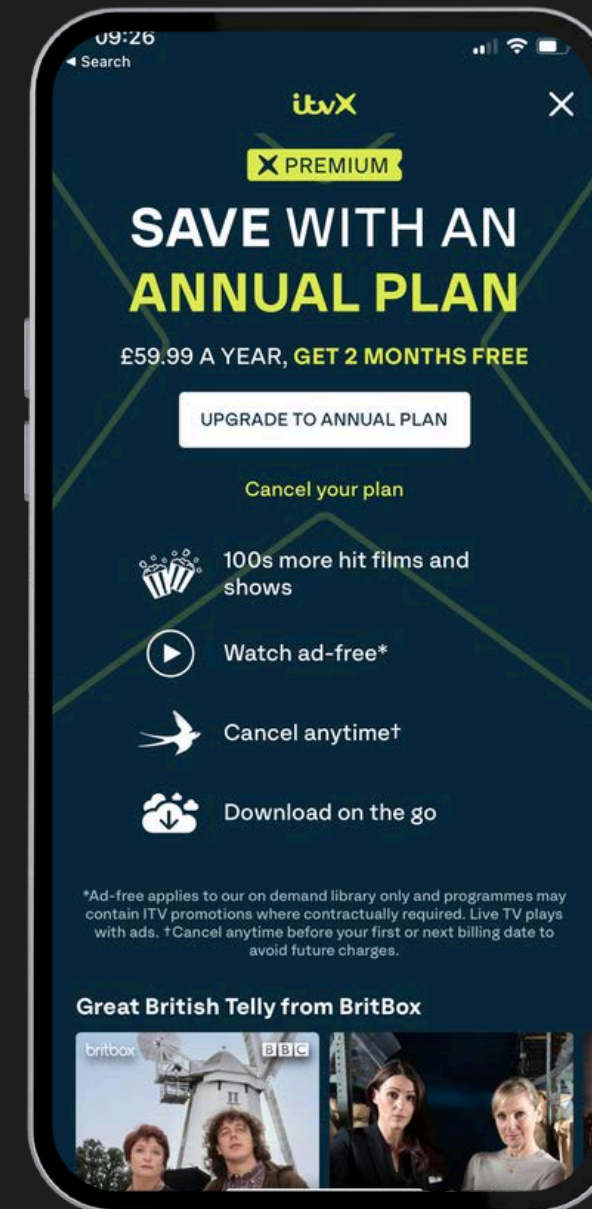 09:26
◄ Search
itvX
X PREMIUM
SAVE WITH AN
ANNUAL PLAN
£59.99 A YEAR, GET 2 MONTHS FREE
UPGRADE TO ANNUAL PLAN
Cancel your plan
100s more hit films and
shows
Watch ad-free*
Cancel anytime†
Download on the go
*Ad-free applies to our on demand library only and programmes may
contain ITV promotions where contractually required. Live TV plays
with ads. †Cancel anytime before your first or next billing date to
avoid future charges.
Great British Telly from BritBox
britbox
BBC